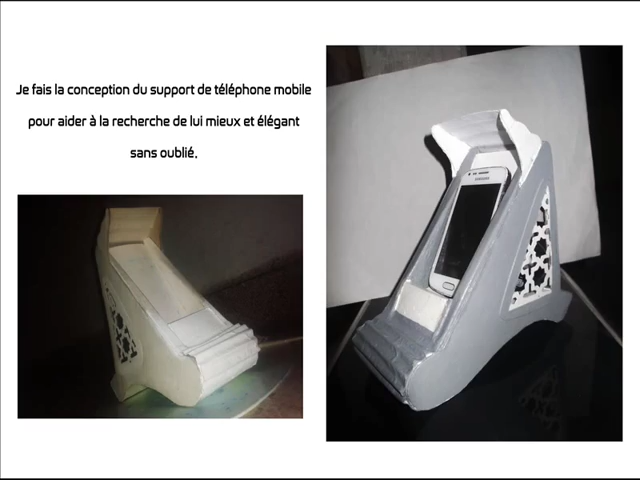 Je fais la conception du support de téléphone mobile
pour aider à la recherche de lui mieux et élégant
sans oublié.
SAMSUNG